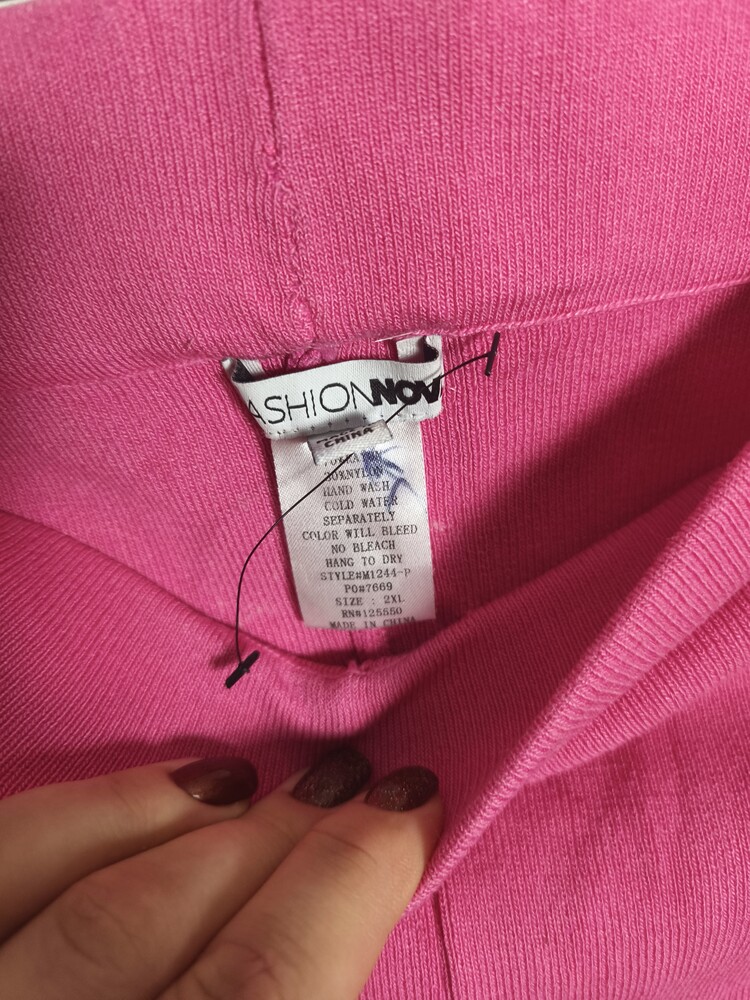 ASHIONNOV
CHINA
30%NYLON
HAND WASH
COLD WATER
SEPARATELY
COLOR WILL BLEED
NO BLEACH
HANG TO DRY
STYLE#M1244-P
PO#7669
SIZE : 2XL
RN#125550
MADE IN CHINA